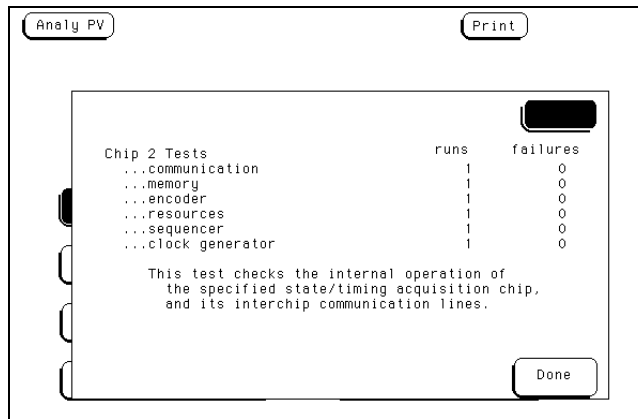 Analy PV Print
Chip 2 Tests runs failures
...communication 1 0
...memory 1 0
...encoder 1 0
...resources 1 0
...sequencer 1 0
...clock generator 1 0
This test checks the internal operation of
the specified state/timing acquisition chip,
and its interchip communication lines.
Done